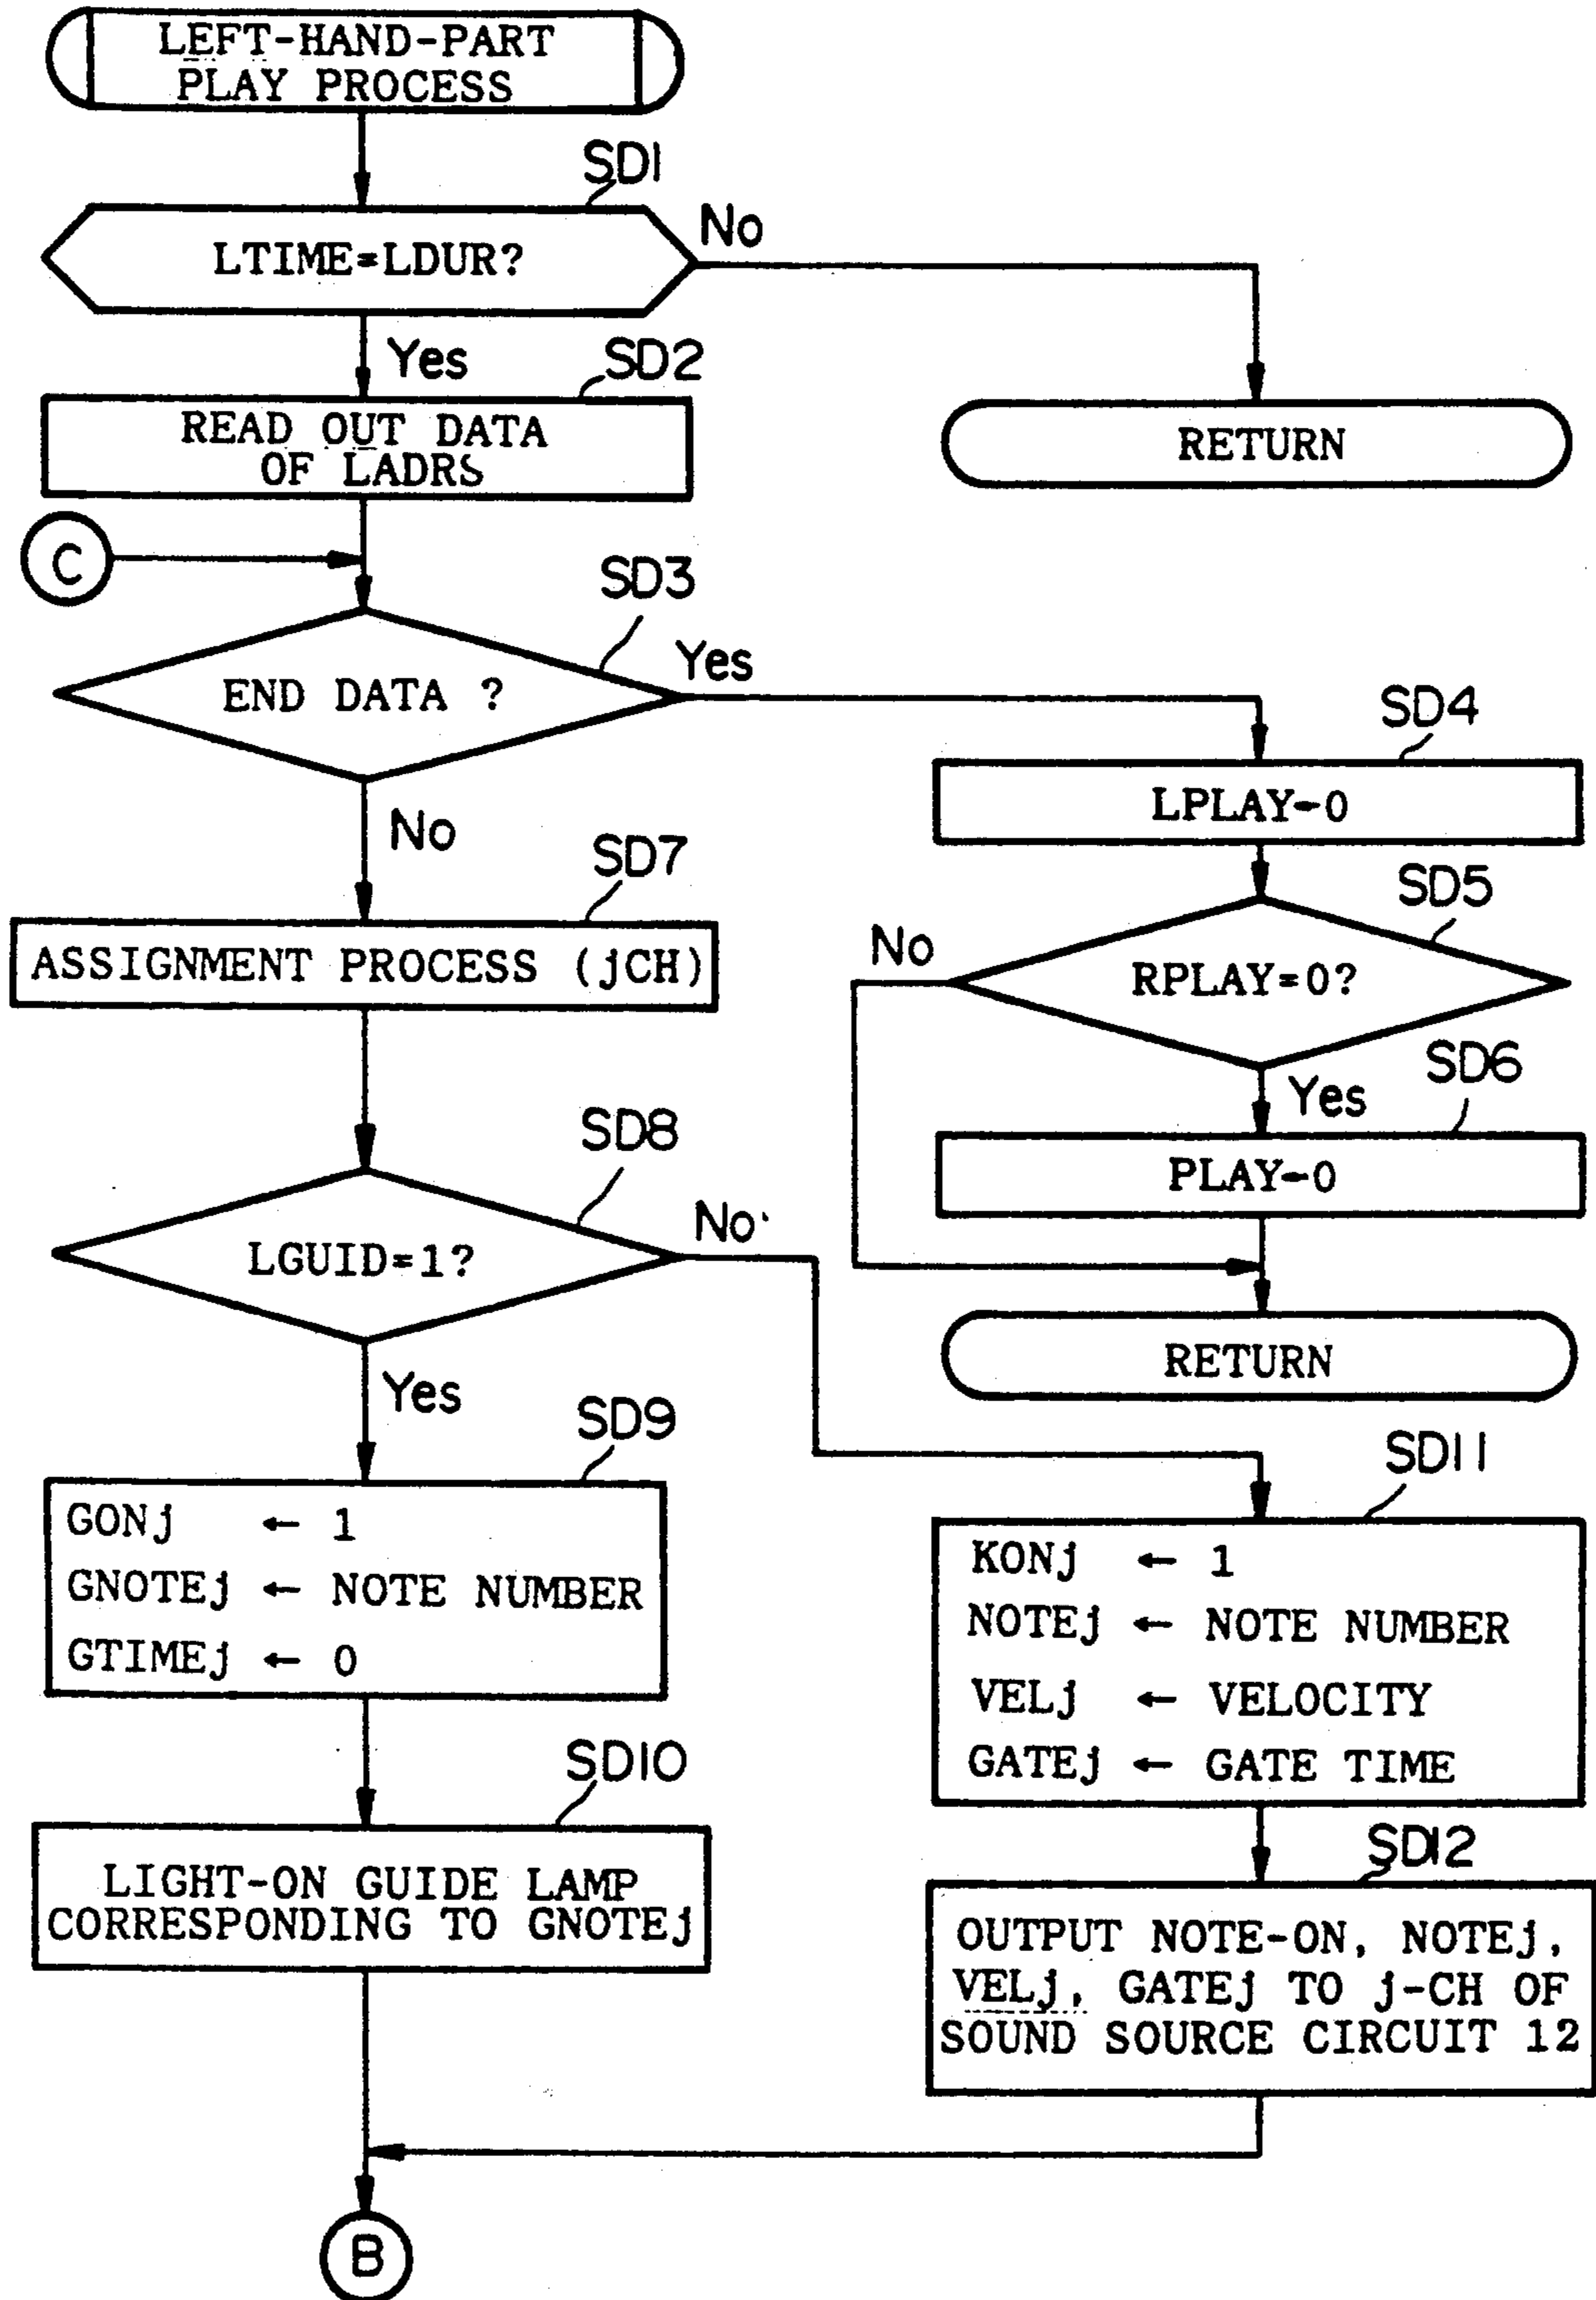 LEFT-HAND-PART
PLAY PROCESS
SD1
LTIME=LDUR?
No
Yes
SD2
READ OUT DATA
OF LADRS
RETURN
C
SD3
END DATA ?
Yes
No
SD4
LPLAY←0
SD5
RPLAY=0?
No
Yes
SD6
PLAY←0
RETURN
SD7
ASSIGNMENT PROCESS (jCH)
SD8
LGUID=1?
No
Yes
SD9
GONj ← 1
GNOTEj ← NOTE NUMBER
GTIMEj ← 0
SD10
LIGHT-ON GUIDE LAMP
CORRESPONDING TO GNOTEj
SD11
KONj ← 1
NOTEj ← NOTE NUMBER
VELj ← VELOCITY
GATEj ← GATE TIME
SD12
OUTPUT NOTE-ON, NOTEj,
VELj, GATEj TO j-CH OF
SOUND SOURCE CIRCUIT 12
B